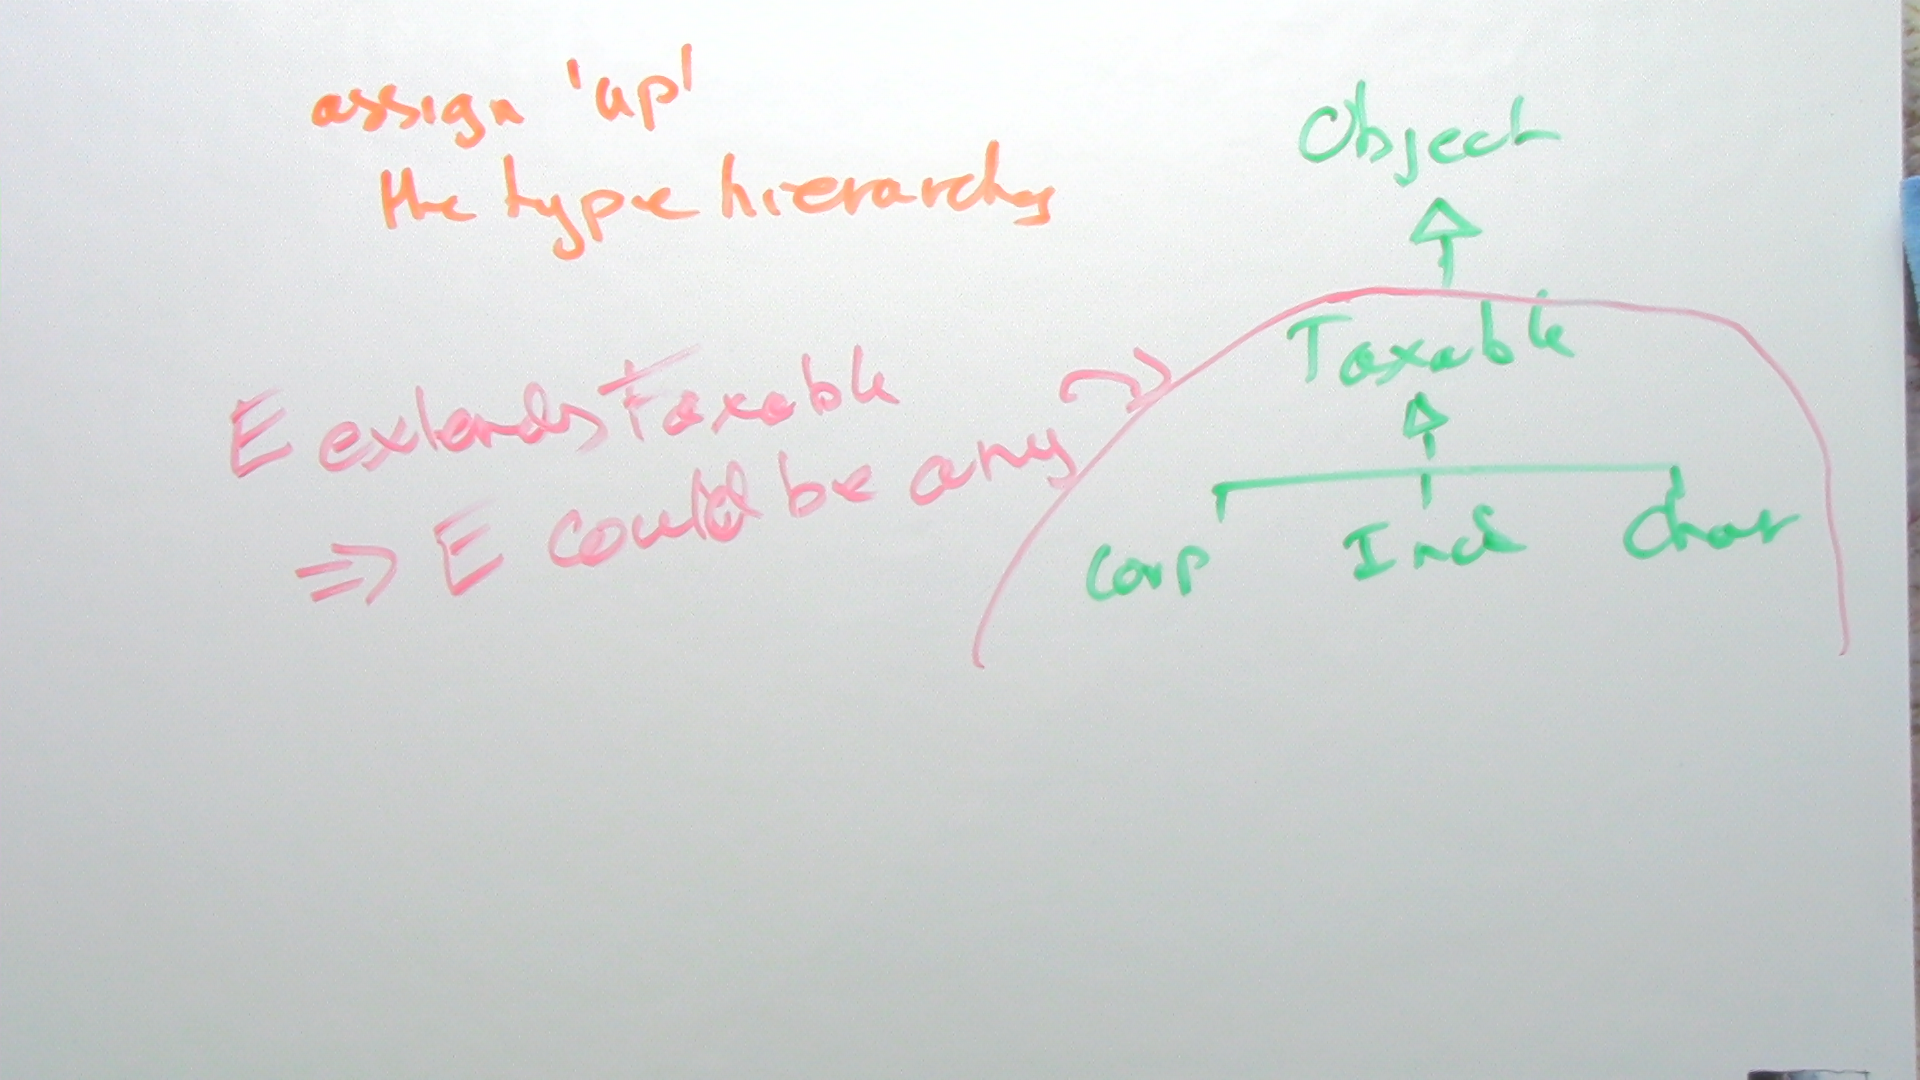 assign 'up'
the type hierarchy
Object
Taxable
E extends Taxable
=> E could be any
Corp Ind Char